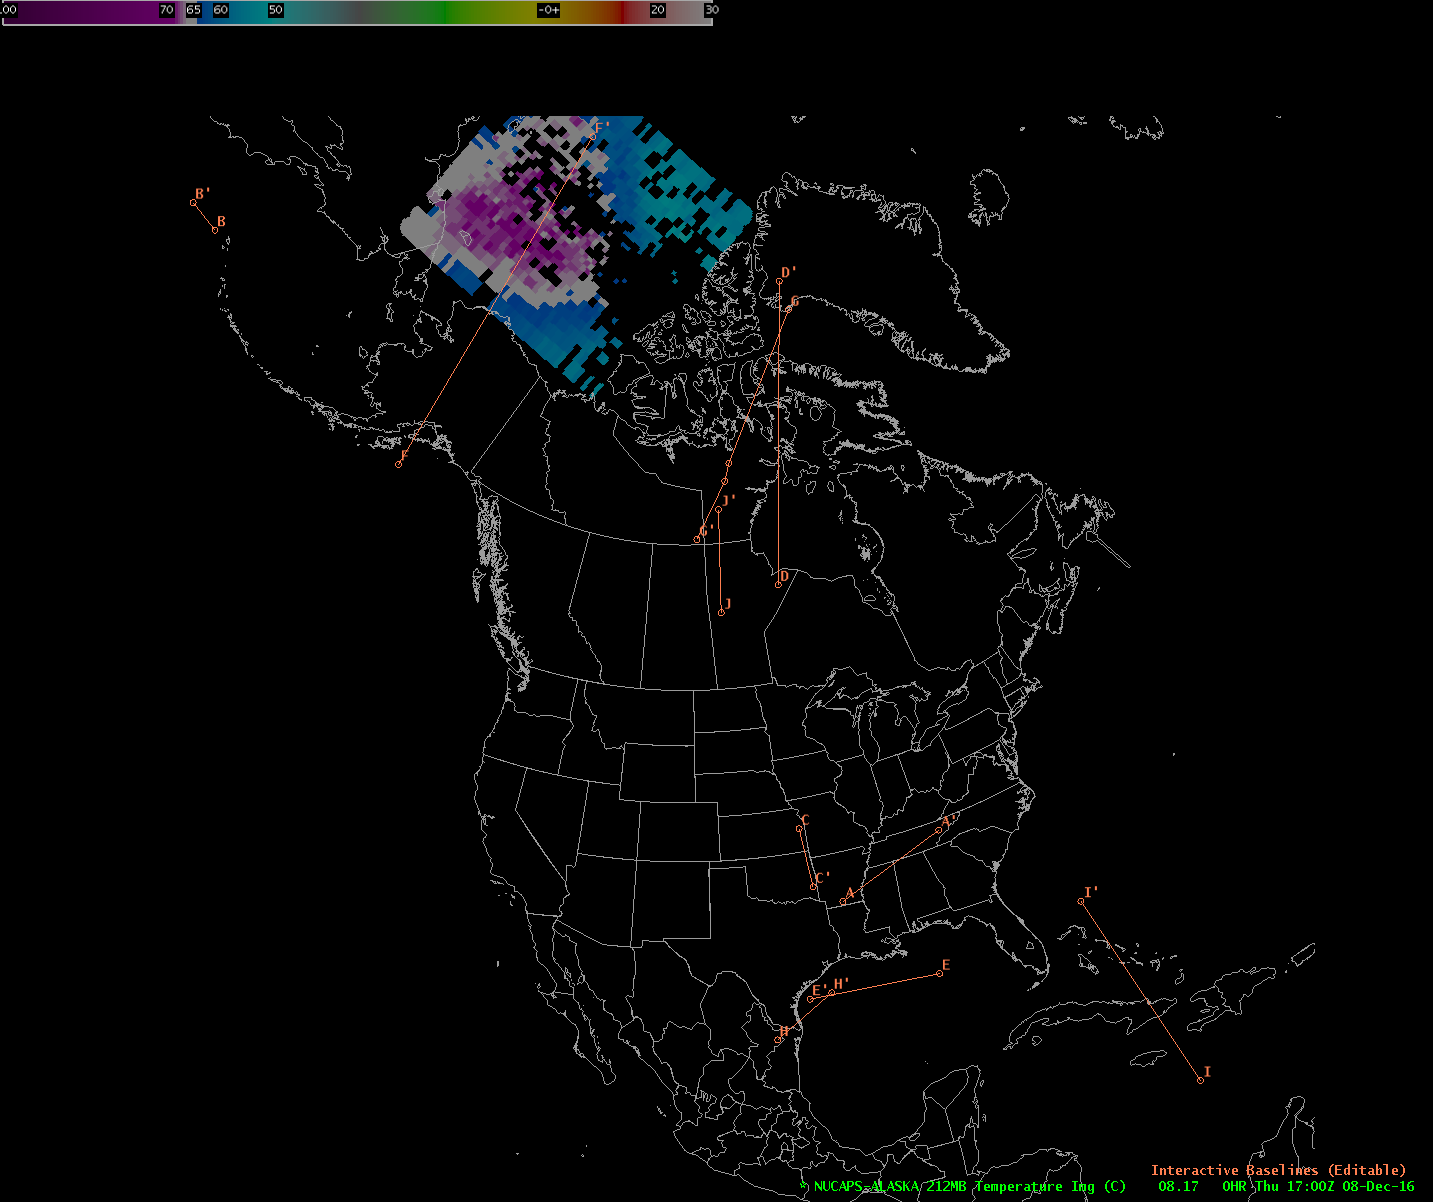 00 70 65 60 50 -0+ 20 30
F'
B'
B
D'
G
F
J'
G'
D
J
C
A'
C'
A
I'
E
H'
E'
H
I
Interactive Baselines (Editable)
* NUCAPS-ALASKA 212MB Temperature Img (C) 08.17 0HR Thu 17:00Z 08-Dec-16